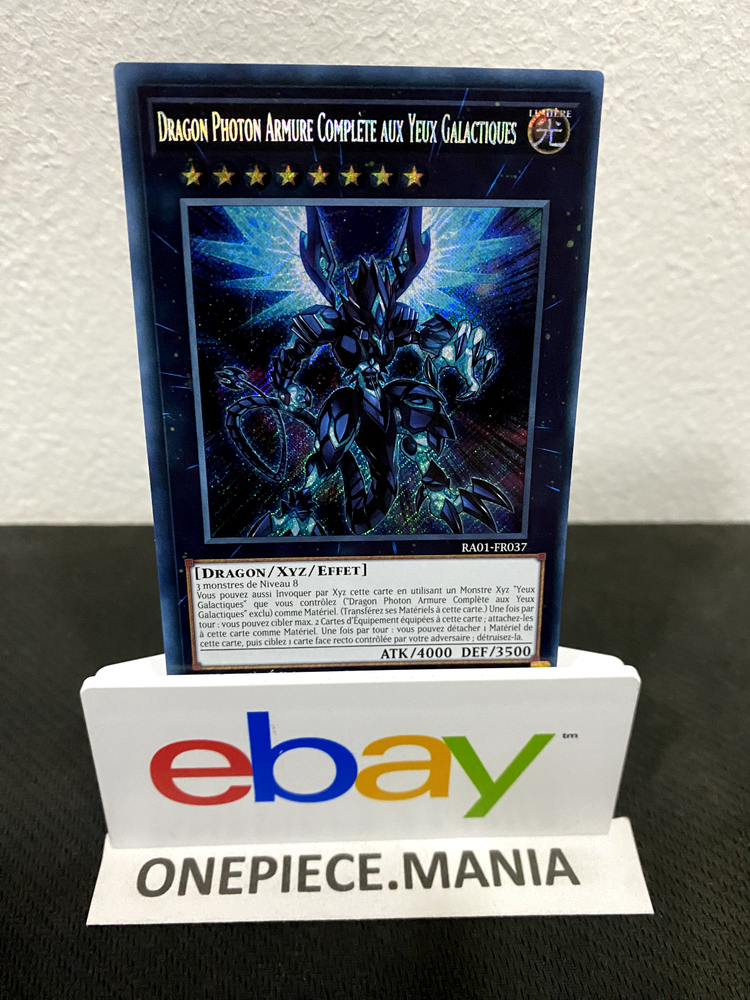 DRAGON PHOTON ARMURE COMPLÈTE AUX YEUX GALACTIQUES
LUMIÈRE
光
RA01-FR037
[DRAGON/XYZ/EFFET]
3 monstres de Niveau 8
Vous pouvez aussi Invoquer par Xyz cette carte en utilisant un Monstre Xyz "Yeux
Galactiques" que vous contrôlez ("Dragon Photon Armure Complète aux Yeux
Galactiques" exclu) comme Matériel. (Transférez ses Matériels à cette carte.) Une fois par
tour : vous pouvez cibler max. 2 Cartes d'Équipement équipées à cette carte ; attachez-les
à cette carte comme Matériel. Une fois par tour : vous pouvez détacher 1 Matériel de
cette carte, puis ciblez 1 carte face recto contrôlée par votre adversaire ; détruisez-la.
ATK/4000 DEF/3500
ebay™
ONEPIECE.MANIA